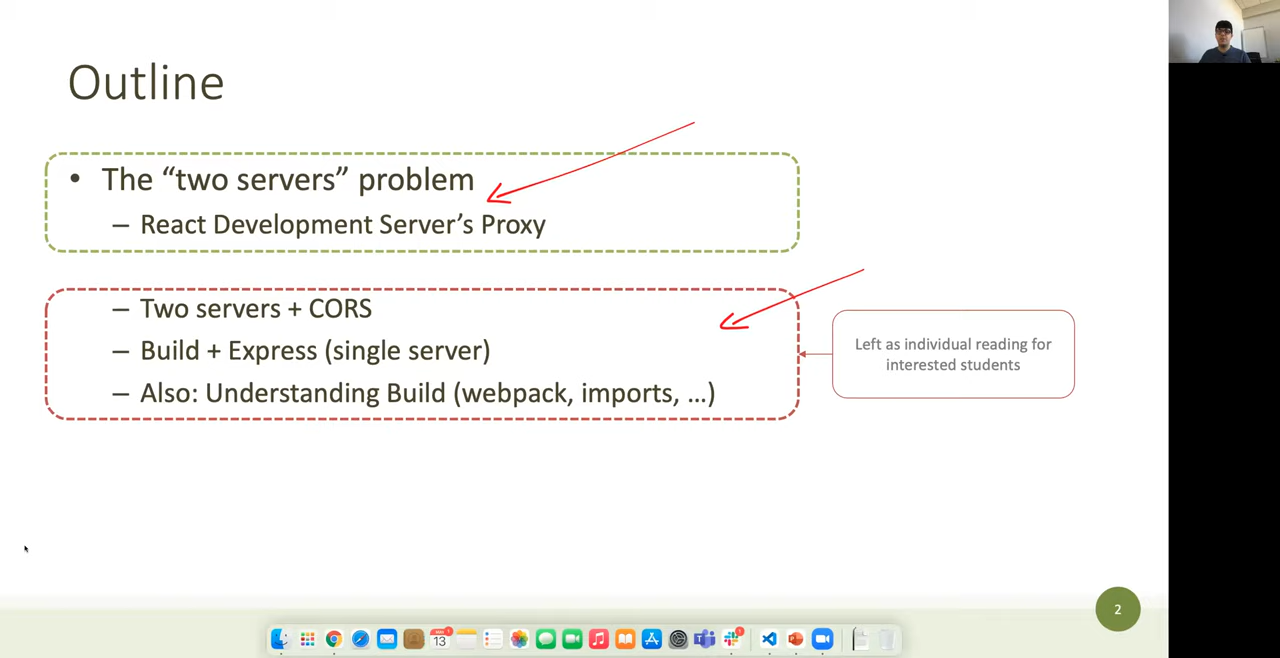 Outline
• The “two servers” problem
– React Development Server’s Proxy
– Two servers + CORS
– Build + Express (single server)
– Also: Understanding Build (webpack, imports, …)
Left as individual reading for
interested students
2
13